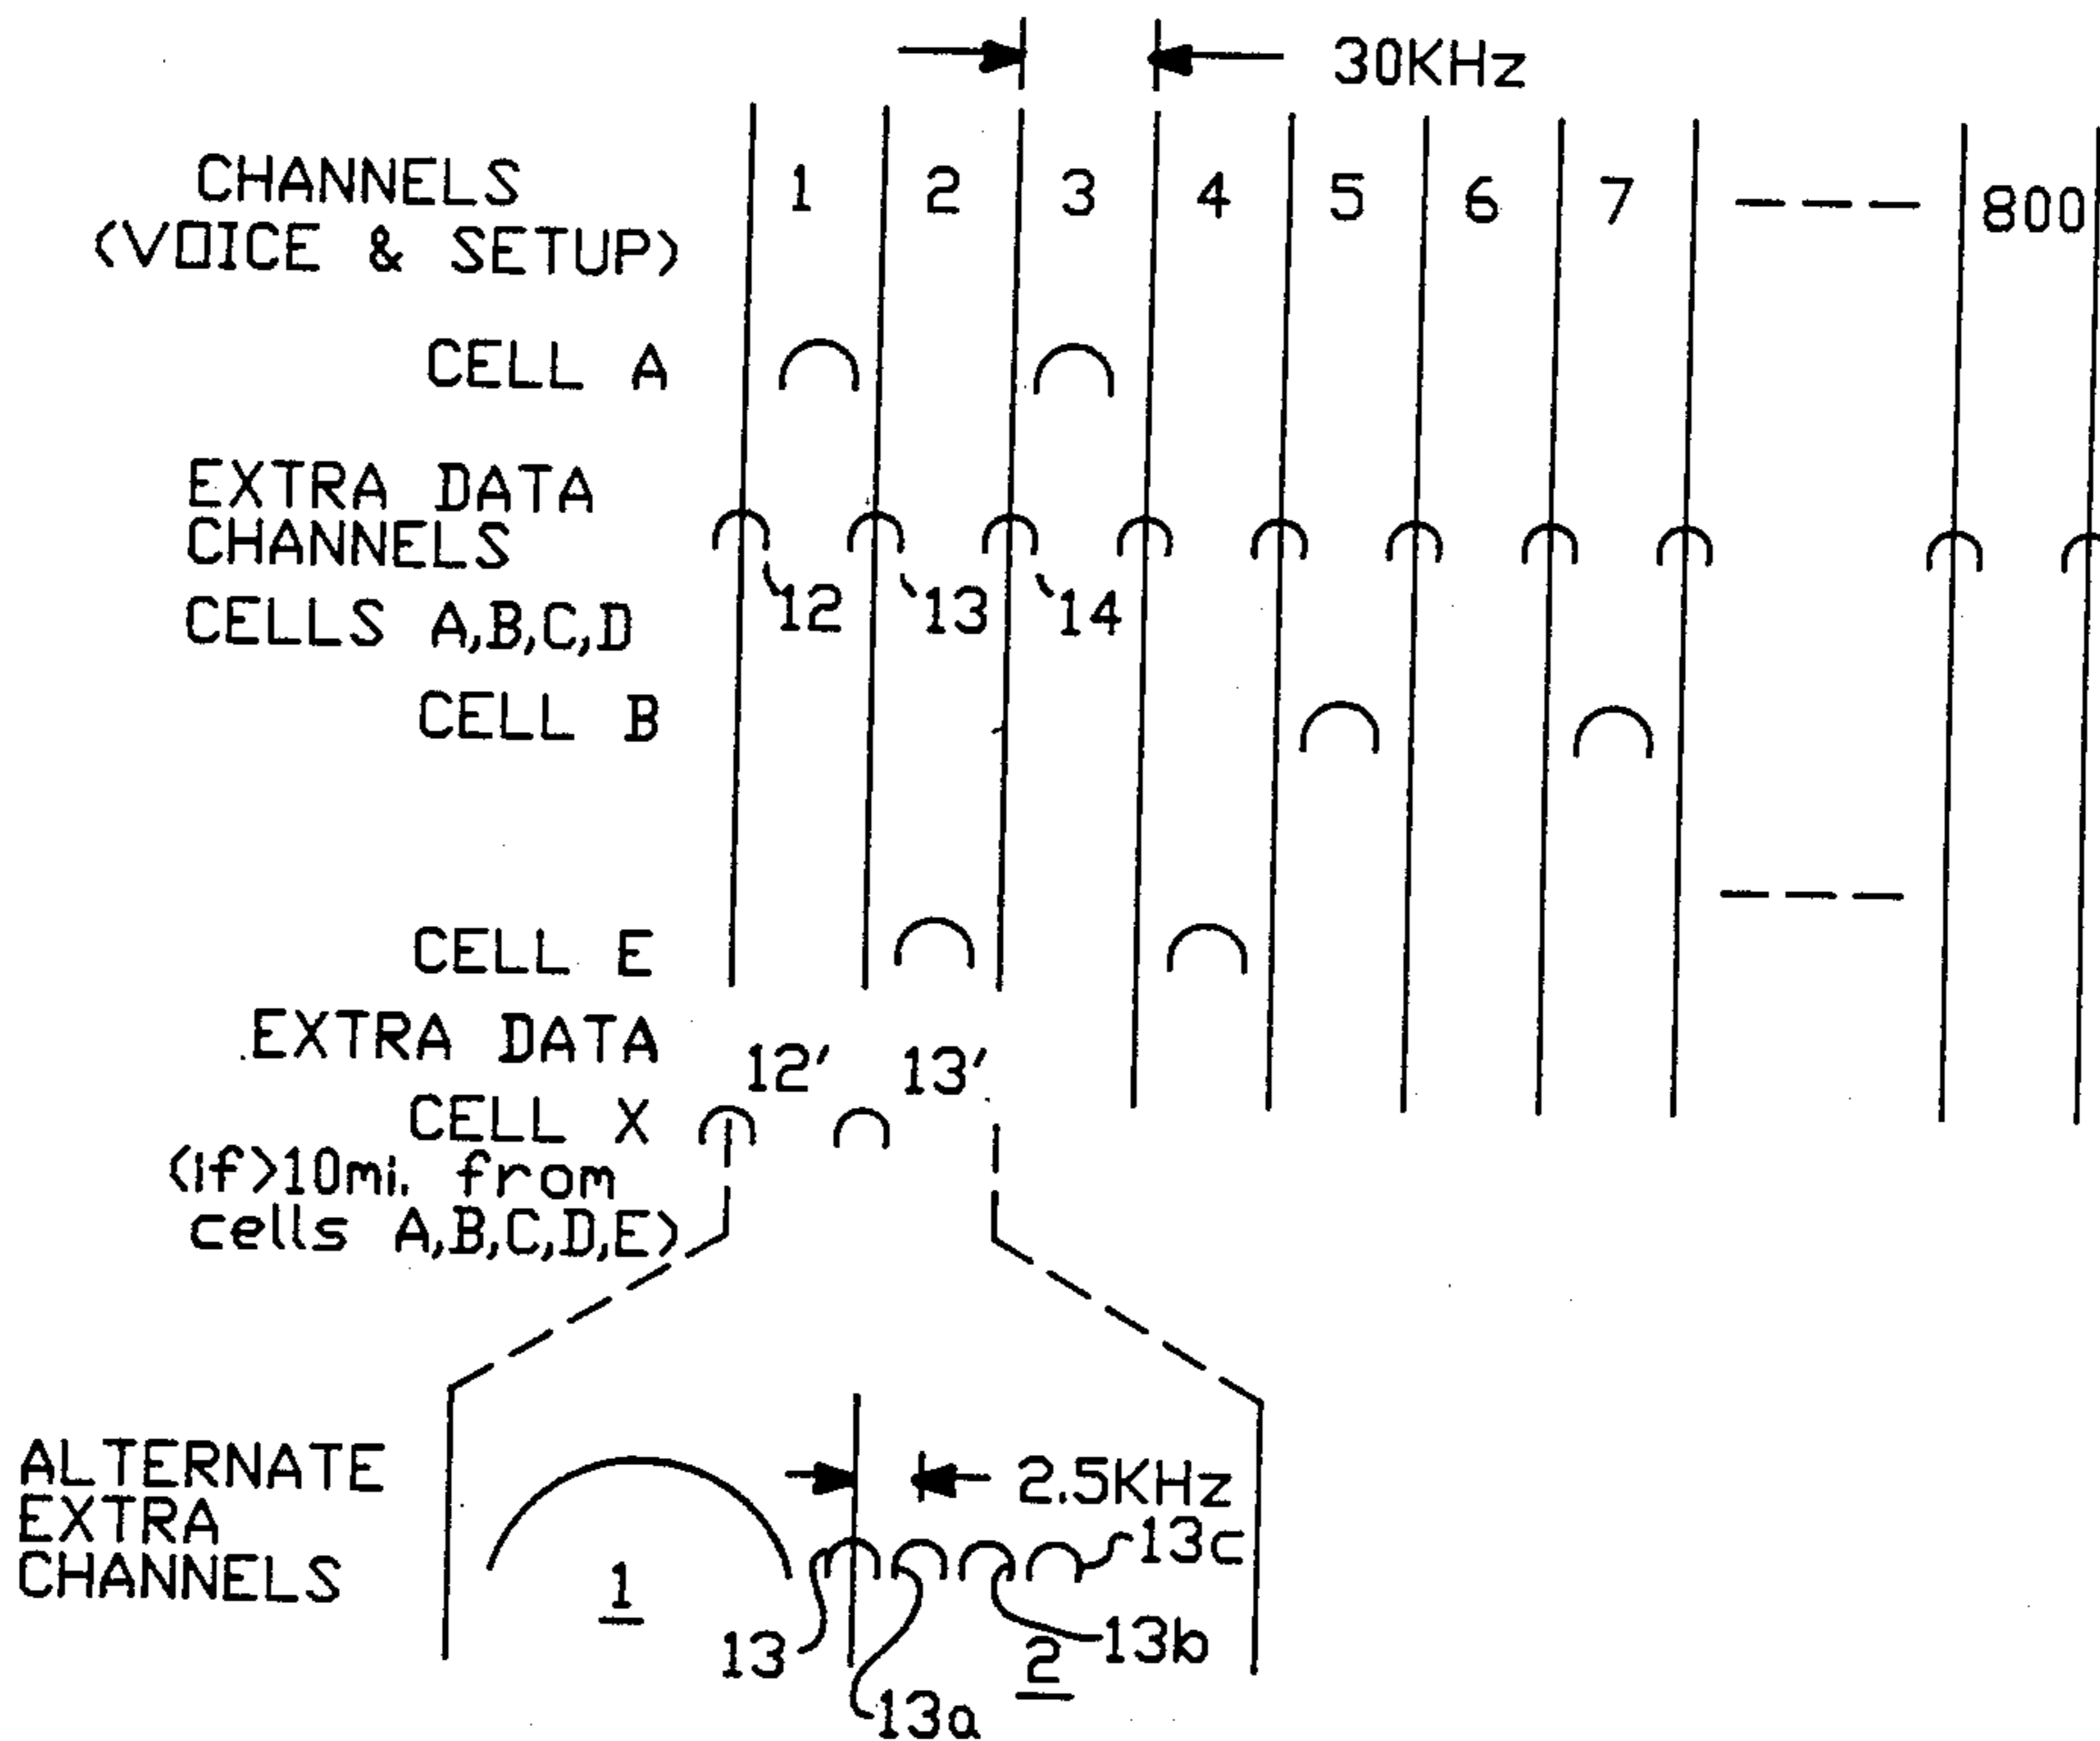 30KHz
CHANNELS 1 2 3 4 5 6 7 --- 800
(VOICE & SETUP)
CELL A
EXTRA DATA
CHANNELS
12 13 14
CELLS A,B,C,D
CELL B
---
CELL E
EXTRA DATA
12' 13'
CELL X
(if>10mi. from
cells A,B,C,D,E)
ALTERNATE
EXTRA
CHANNELS
2.5KHz
13c
1
13
13b
2
13a